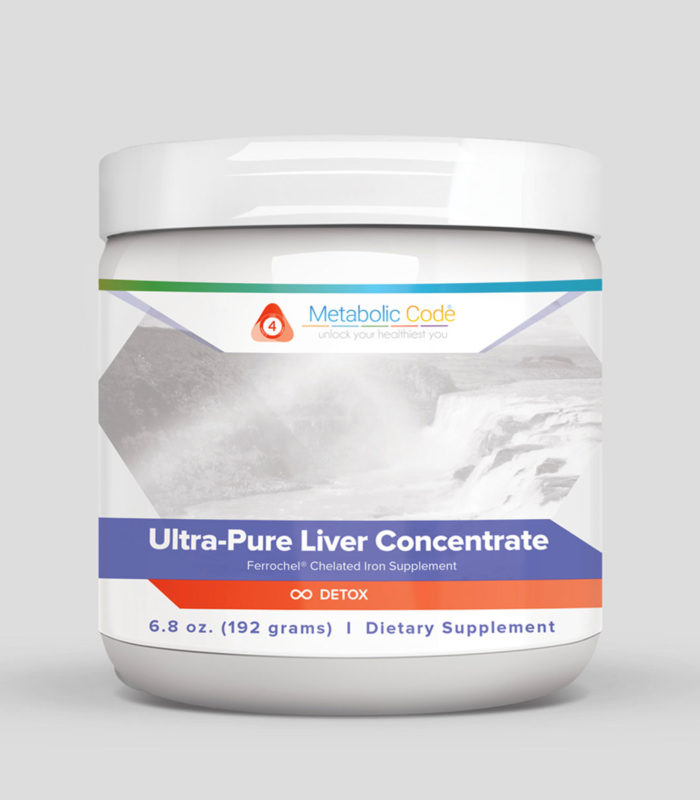 4
Metabolic Code®
unlock your healthiest you
Ultra-Pure Liver Concentrate
Ferrochel® Chelated Iron Supplement
∞ DETOX
6.8 oz. (192 grams) | Dietary Supplement